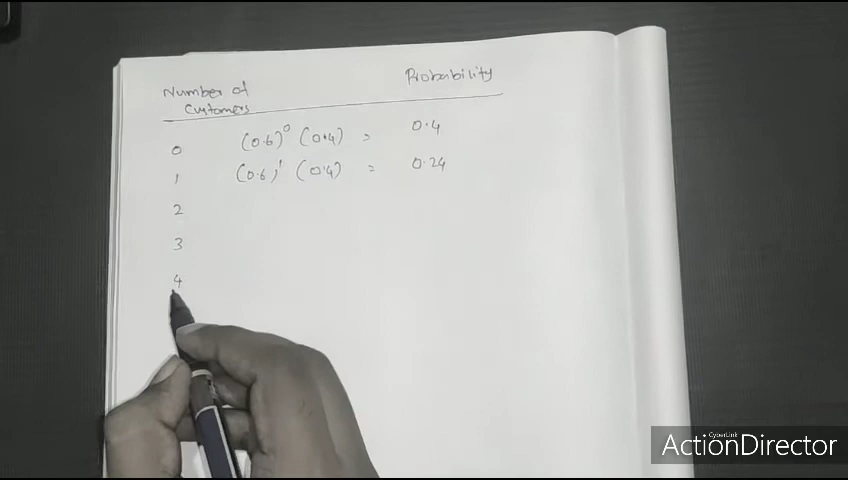 Number of Probability
Customers
0 (0.6)⁰ (0.4) = 0.4
1 (0.6)¹ (0.4) = 0.24
2
3
4
CyberLink
ActionDirector